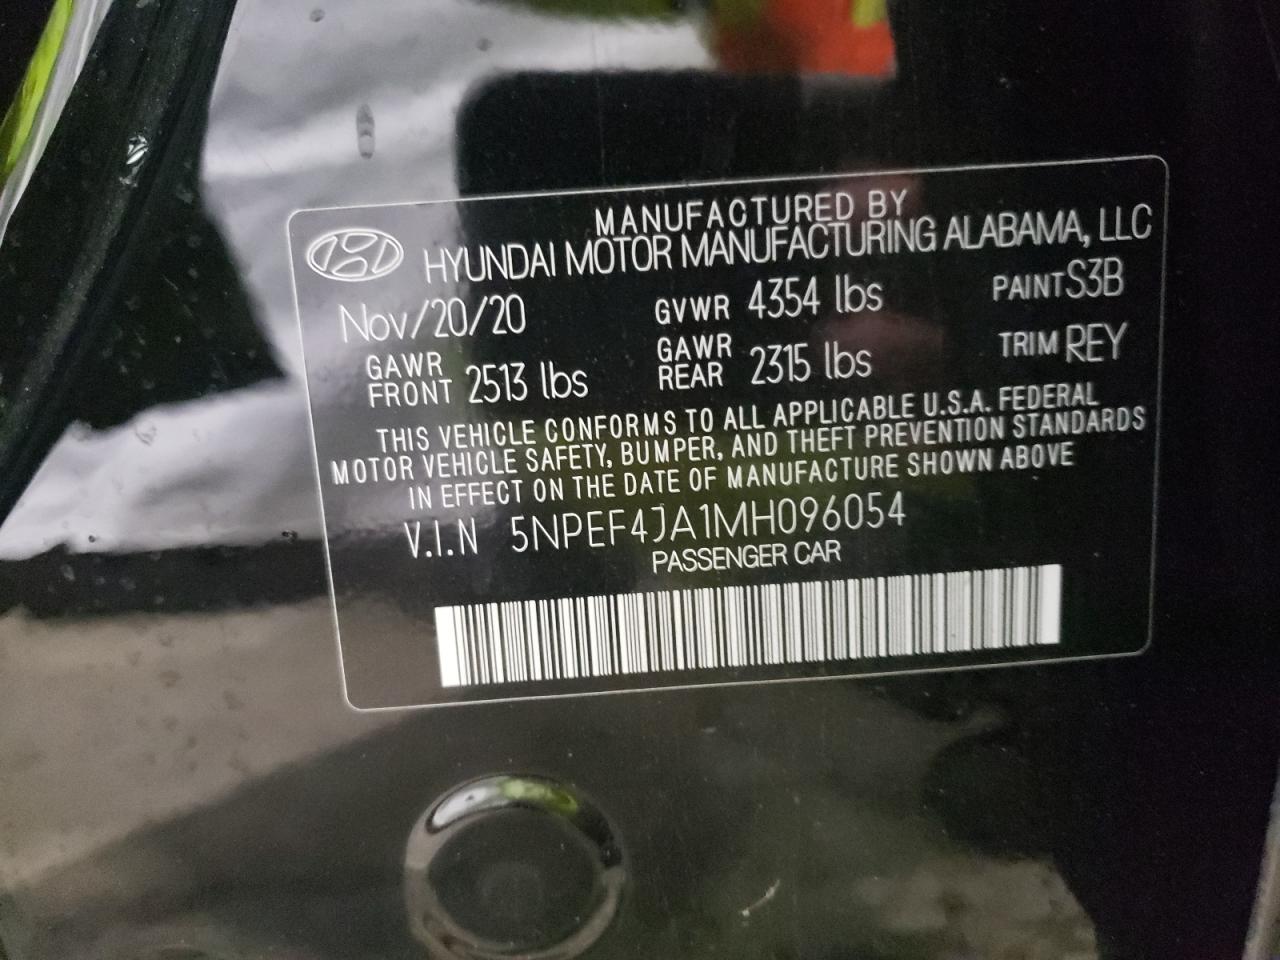 MANUFACTURED BY
HYUNDAI MOTOR MANUFACTURING ALABAMA, LLC
Nov/20/20 GVWR 4354 lbs PAINT S3B
GAWR FRONT 2513 lbs GAWR REAR 2315 lbs TRIM REY
THIS VEHICLE CONFORMS TO ALL APPLICABLE U.S.A. FEDERAL
MOTOR VEHICLE SAFETY, BUMPER, AND THEFT PREVENTION STANDARDS
IN EFFECT ON THE DATE OF MANUFACTURE SHOWN ABOVE
V.I.N 5NPEF4JA1MH096054
PASSENGER CAR